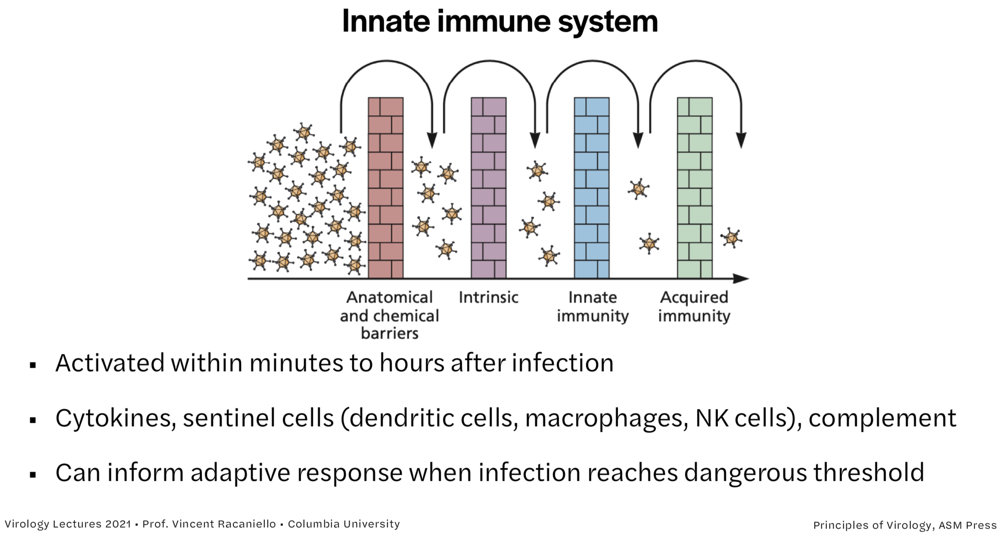 Innate immune system
Anatomical
and chemical
barriers
Intrinsic
Innate
immunity
Acquired
immunity
▪ Activated within minutes to hours after infection
▪ Cytokines, sentinel cells (dendritic cells, macrophages, NK cells), complement
▪ Can inform adaptive response when infection reaches dangerous threshold
Virology Lectures 2021 ▪ Prof. Vincent Racaniello ▪ Columbia University
Principles of Virology, ASM Press